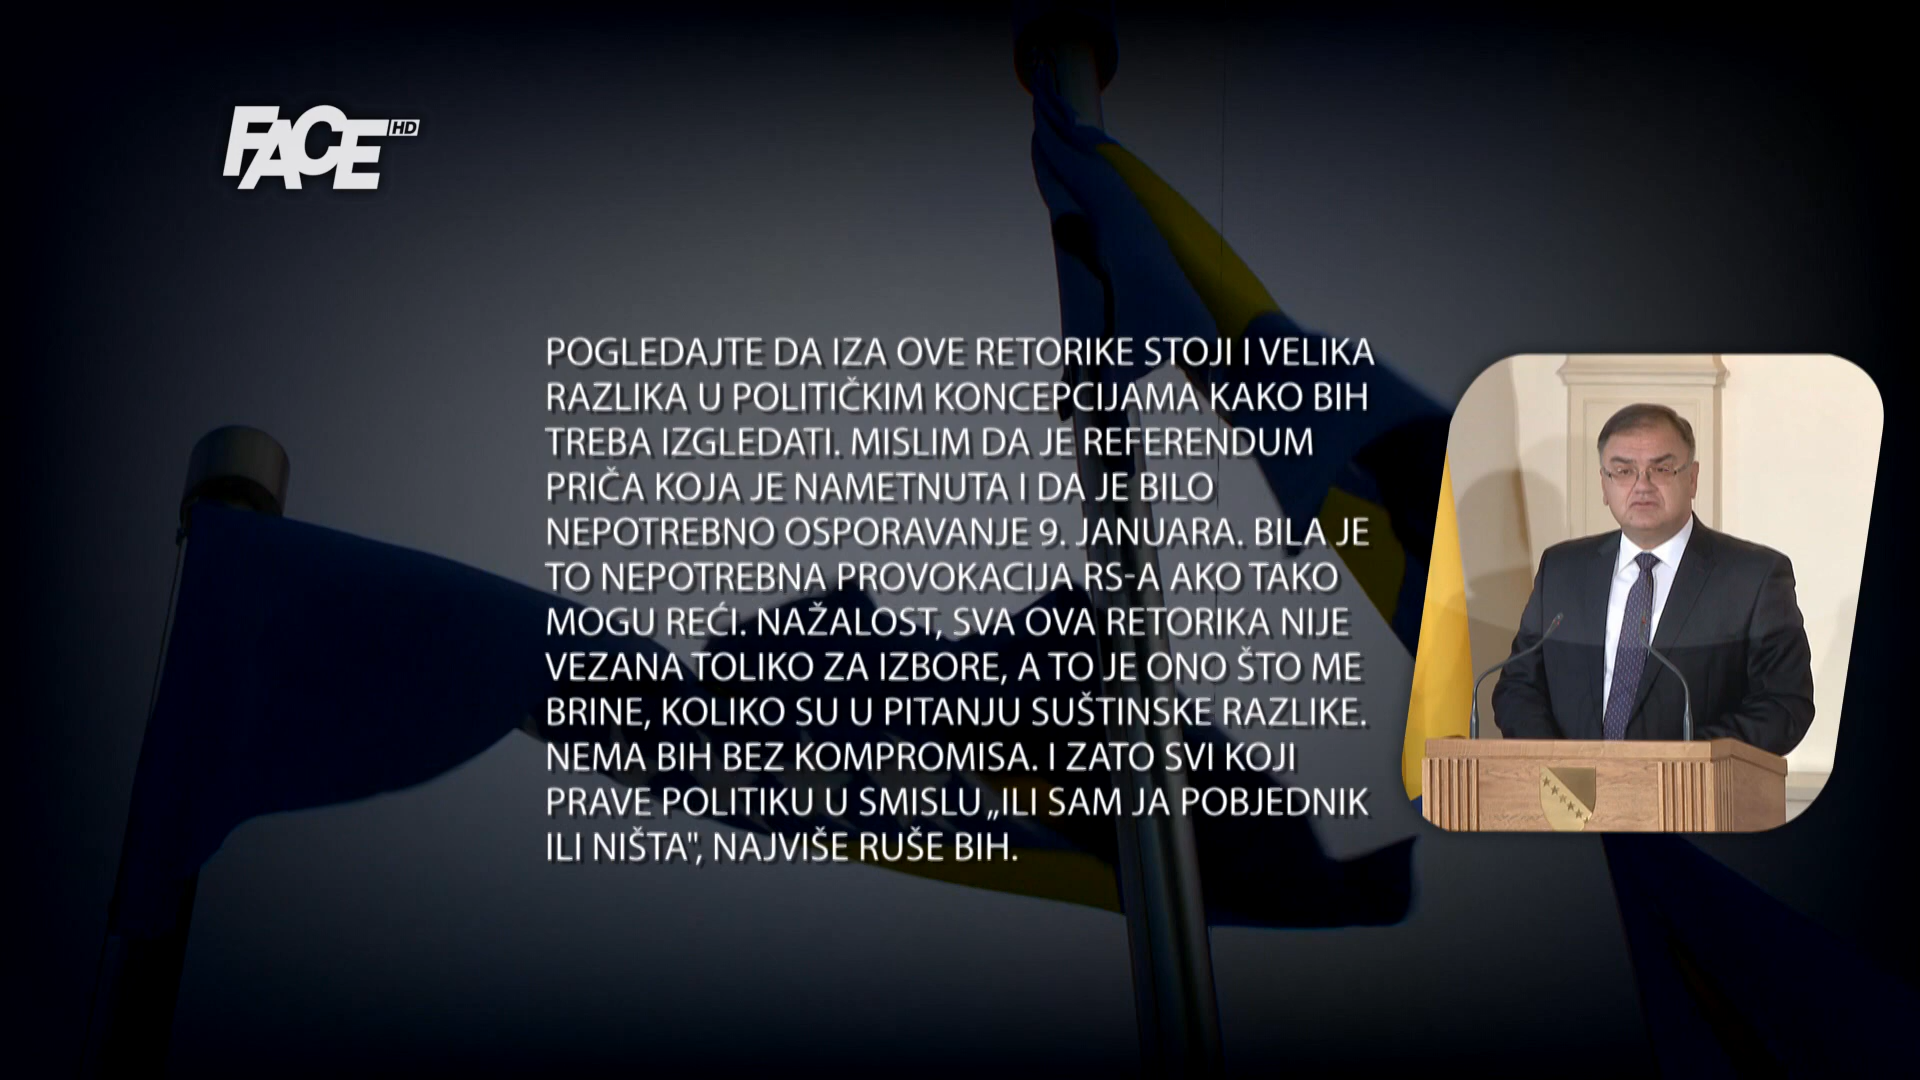 FACE HD
POGLEDAJTE DA IZA OVE RETORIKE STOJI I VELIKA
RAZLIKA U POLITIČKIM KONCEPCIJAMA KAKO BIH
TREBA IZGLEDATI. MISLIM DA JE REFERENDUM
PRIČA KOJA JE NAMETNUTA I DA JE BILO
NEPOTREBNO OSPORAVANJE 9. JANUARA. BILA JE
TO NEPOTREBNA PROVOKACIJA RS-A AKO TAKO
MOGU REĆI. NAŽALOST, SVA OVA RETORIKA NIJE
VEZANA TOLIKO ZA IZBORE, A TO JE ONO ŠTO ME
BRINE, KOLIKO SU U PITANJU SUŠTINSKE RAZLIKE.
NEMA BIH BEZ KOMPROMISA. I ZATO SVI KOJI
PRAVE POLITIKU U SMISLU „ILI SAM JA POBJEDNIK
ILI NIŠTA", NAJVIŠE RUŠE BIH.